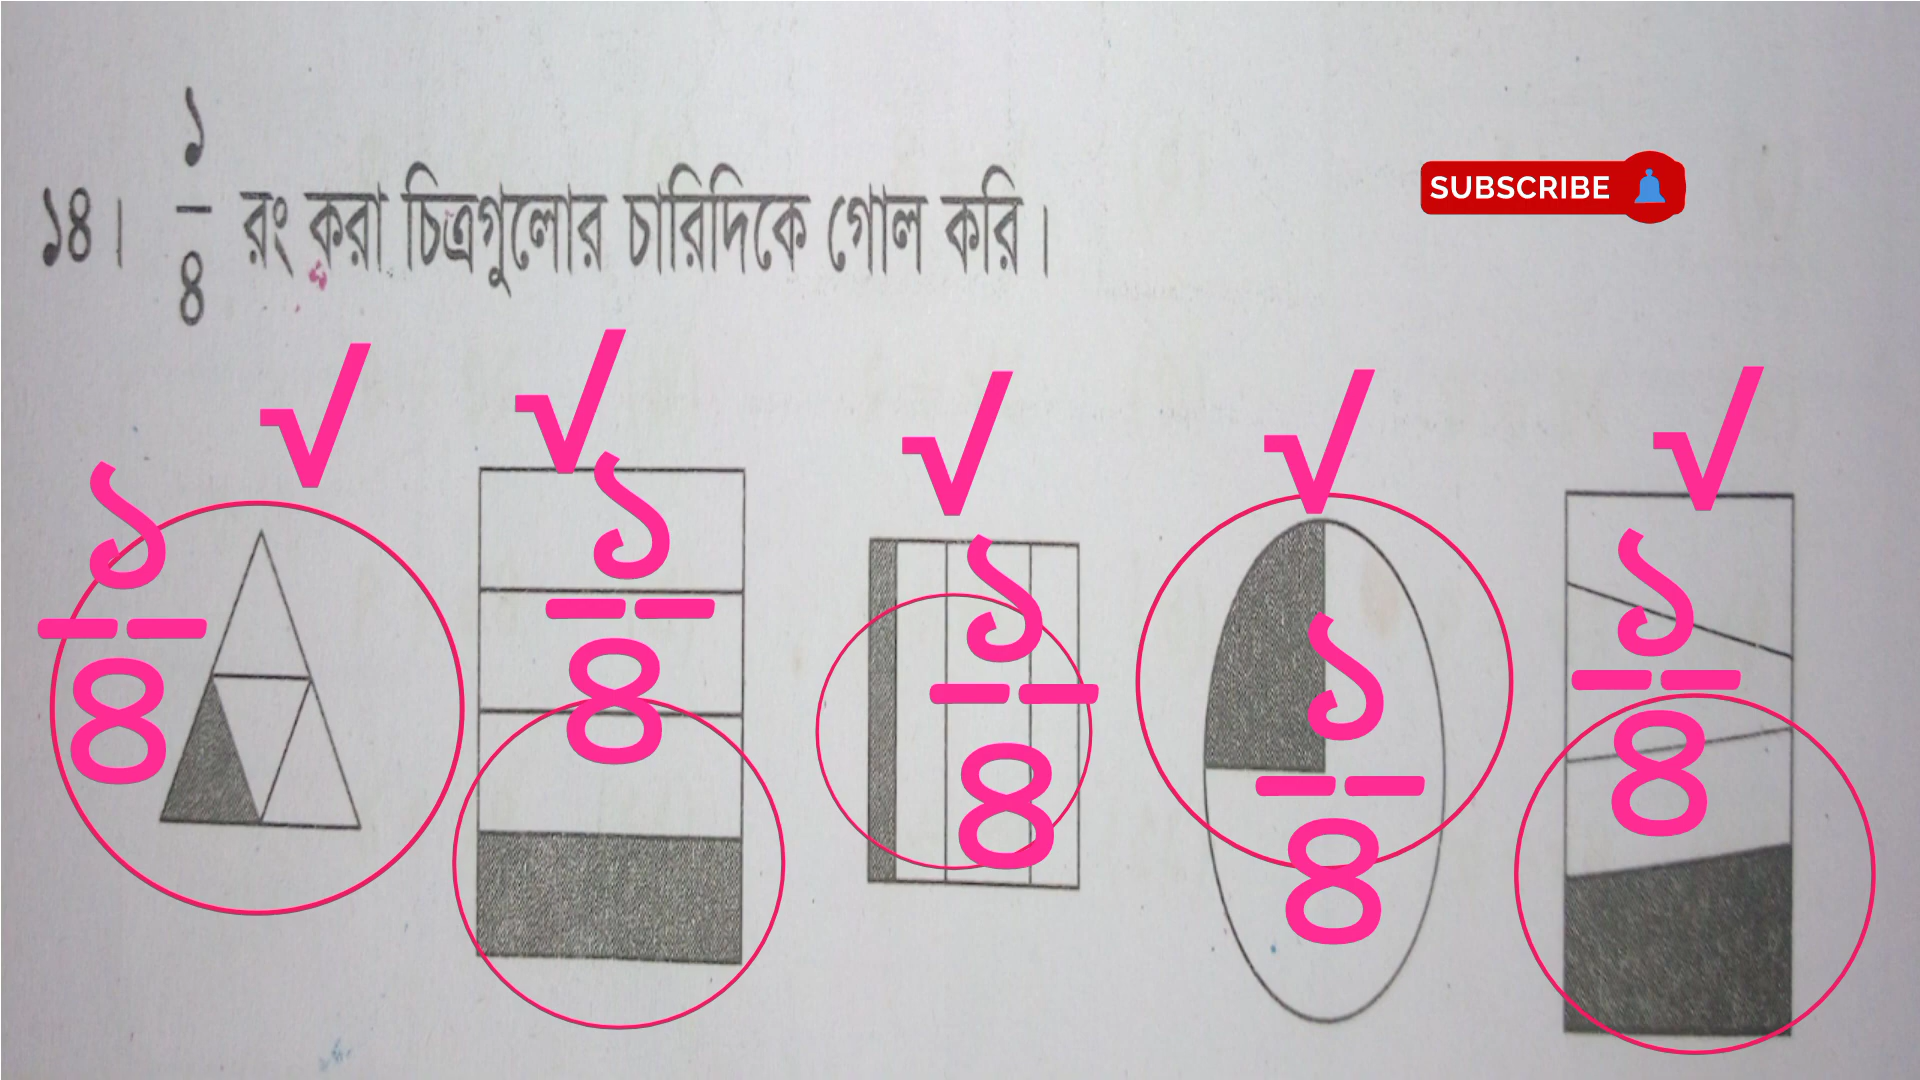 ১
১৪। — রং করা চিত্রগুলোর চারিদিকে গোল করি।
৪
SUBSCRIBE
√ √ √ √ √
১ ১ ১ ১ ১
-- -- -- -- --
৪ ৪ ৪ ৪ ৪